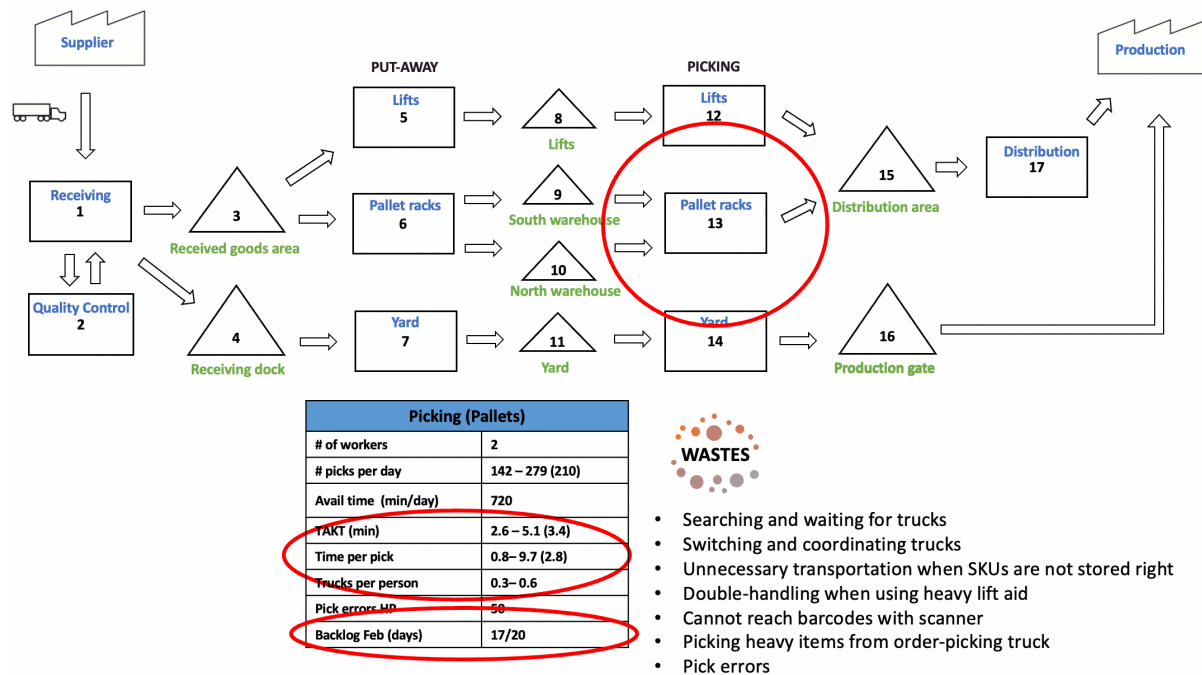 Supplier
Production
PUT-AWAY
PICKING
Lifts
5
8
Lifts
Lifts
12
Receiving
1
3
Received goods area
Pallet racks
6
9
South warehouse
10
North warehouse
Pallet racks
13
15
Distribution area
Distribution
17
Quality Control
2
4
Receiving dock
Yard
7
11
Yard
Yard
14
16
Production gate
Picking (Pallets)
# of workers 2
# picks per day 142 – 279 (210)
Avail time (min/day) 720
TAKT (min) 2.6 – 5.1 (3.4)
Time per pick 0.8– 9.7 (2.8)
Trucks per person 0.3– 0.6
Pick errors HP 50
Backlog Feb (days) 17/20
WASTES
• Searching and waiting for trucks
• Switching and coordinating trucks
• Unnecessary transportation when SKUs are not stored right
• Double-handling when using heavy lift aid
• Cannot reach barcodes with scanner
• Picking heavy items from order-picking truck
• Pick errors